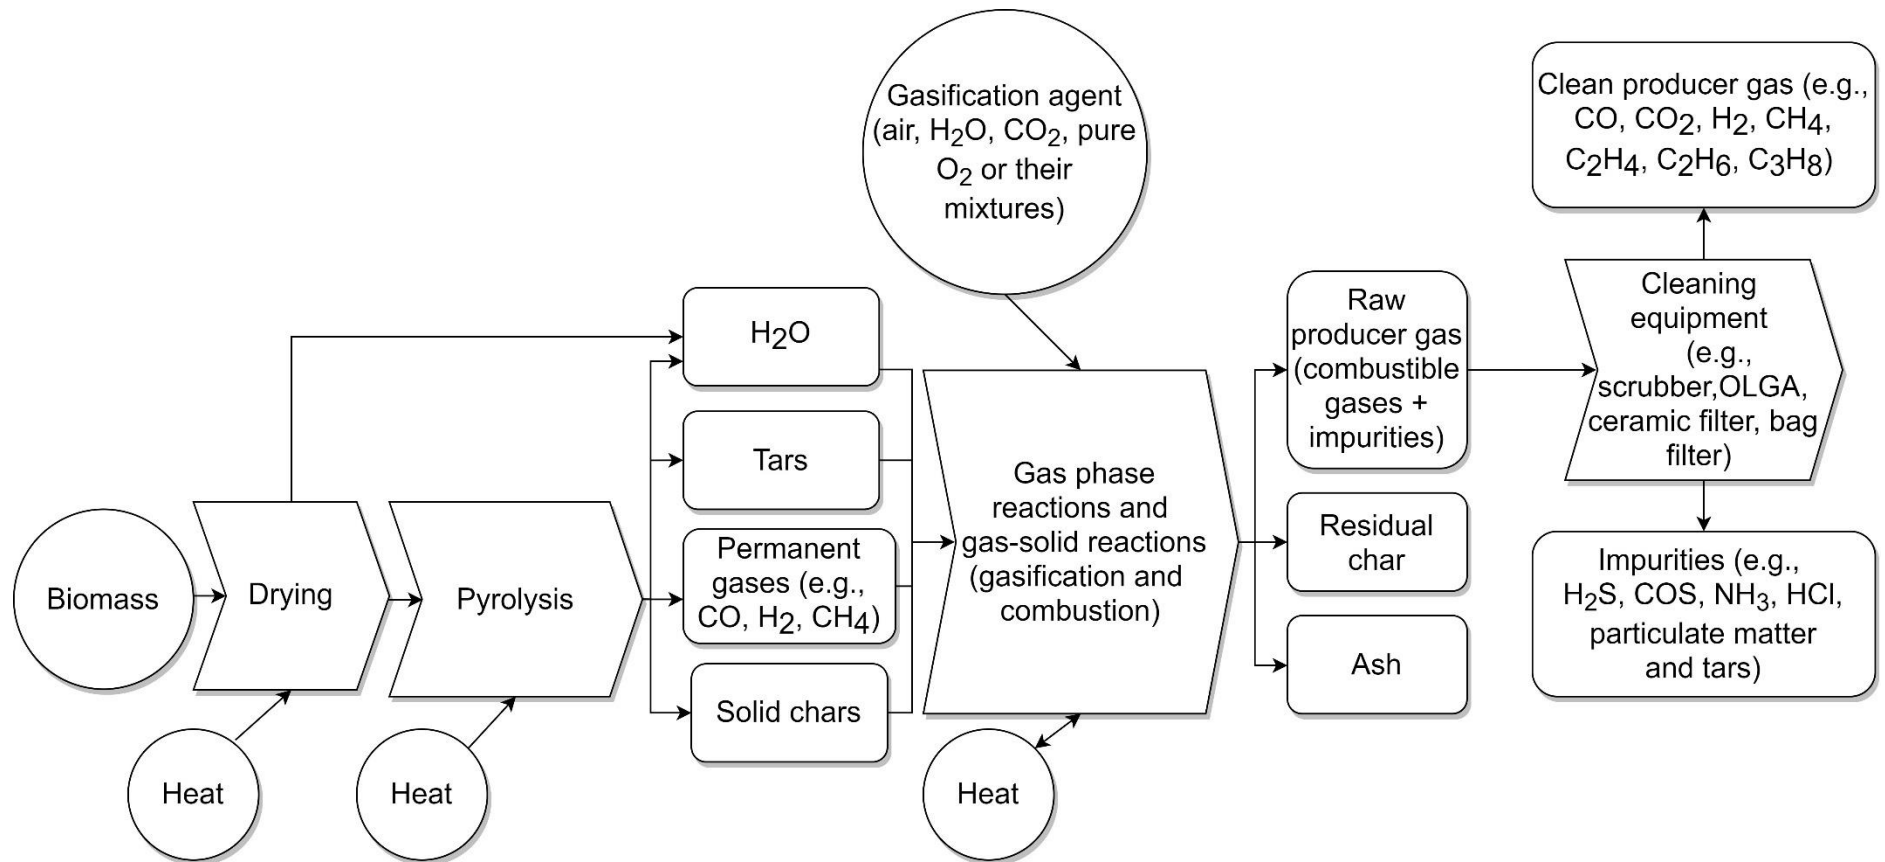 Biomass
Drying
Heat
Pyrolysis
Heat
H2O
Tars
Permanent
gases (e.g.,
CO, H2, CH4)
Solid chars
Gasification agent
(air, H2O, CO2, pure
O2 or their
mixtures)
Gas phase
reactions and
gas-solid reactions
(gasification and
combustion)
Heat
Raw
producer gas
(combustible
gases +
impurities)
Residual
char
Ash
Cleaning
equipment
(e.g.,
scrubber,OLGA,
ceramic filter, bag
filter)
Clean producer gas (e.g.,
CO, CO2, H2, CH4,
C2H4, C2H6, C3H8)
Impurities (e.g.,
H2S, COS, NH3, HCl,
particulate matter
and tars)